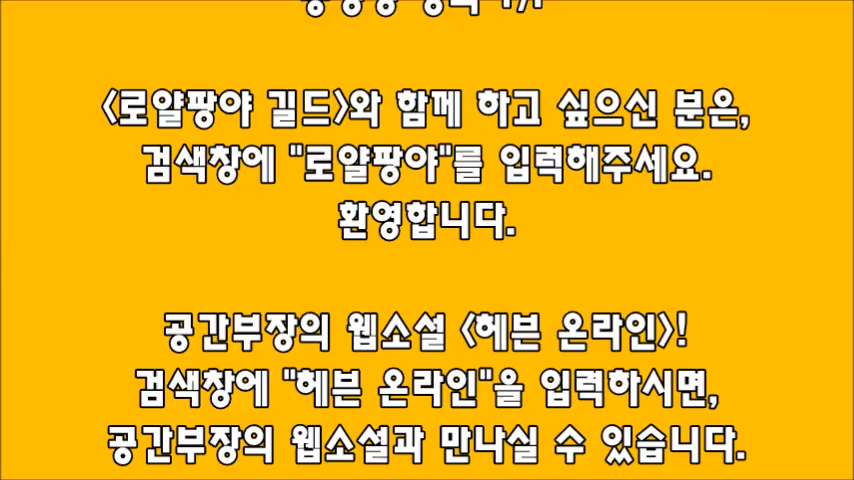 <로얄팡야 길드>와 함께 하고 싶으신 분은,
검색창에 "로얄팡야"를 입력해주세요.
환영합니다.
공간부장의 웹소설 <헤븐 온라인>!
검색창에 "헤븐 온라인"을 입력하시면,
공간부장의 웹소설과 만나실 수 있습니다.